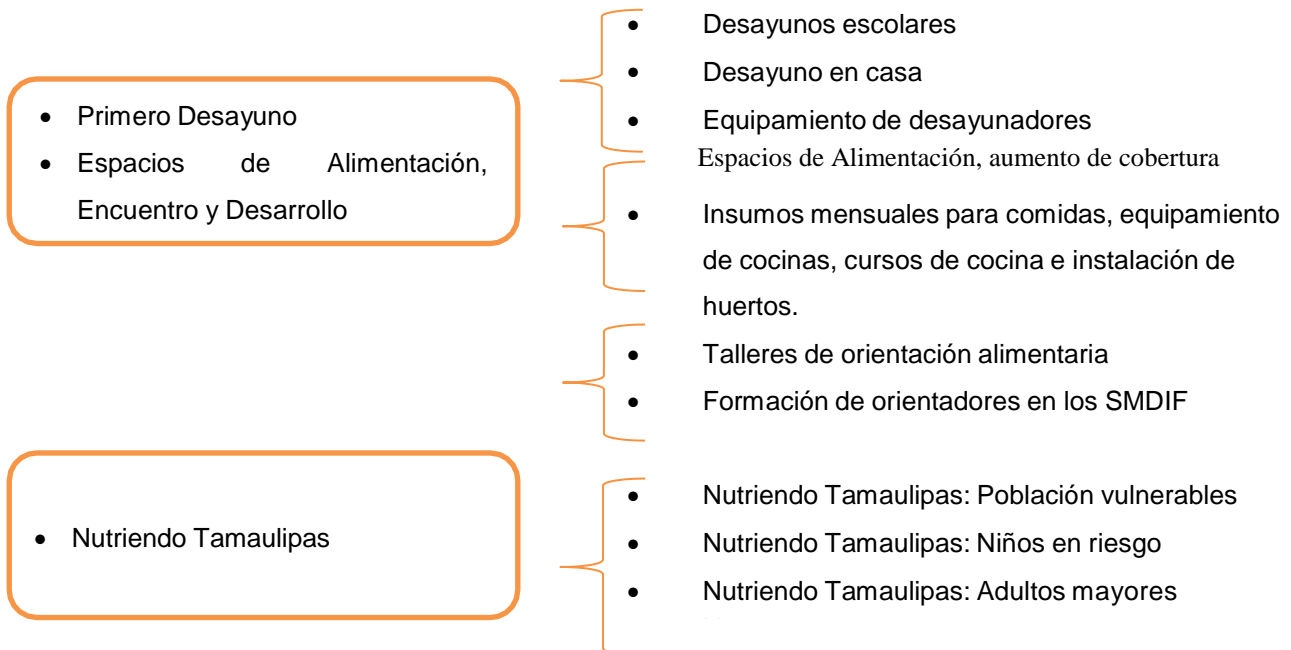 • Primero Desayuno
• Espacios de Alimentación,
Encuentro y Desarrollo
• Desayunos escolares
• Desayuno en casa
• Equipamiento de desayunadores
Espacios de Alimentación, aumento de cobertura
• Insumos mensuales para comidas, equipamiento
de cocinas, cursos de cocina e instalación de
huertos.
• Talleres de orientación alimentaria
• Formación de orientadores en los SMDIF
• Nutriendo Tamaulipas
• Nutriendo Tamaulipas: Población vulnerables
• Nutriendo Tamaulipas: Niños en riesgo
• Nutriendo Tamaulipas: Adultos mayores